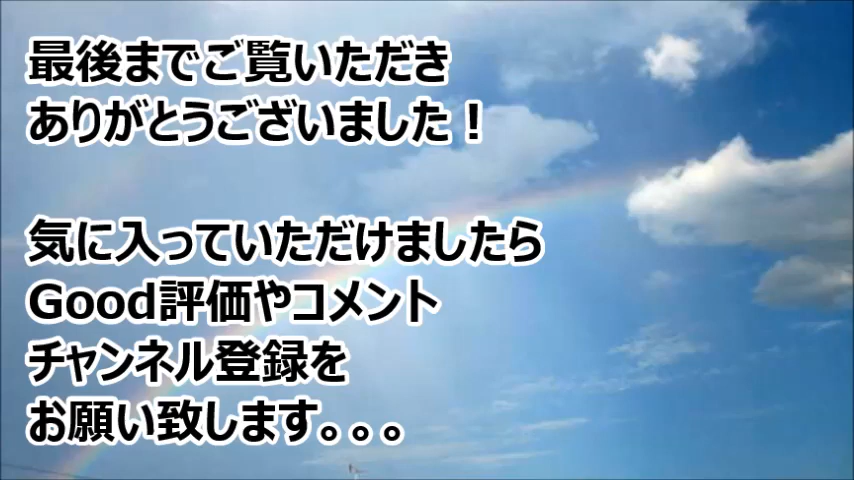 最後までご覧いただき
ありがとうございました！
気に入っていただけましたら
Good評価やコメント
チャンネル登録を
お願い致します。。。